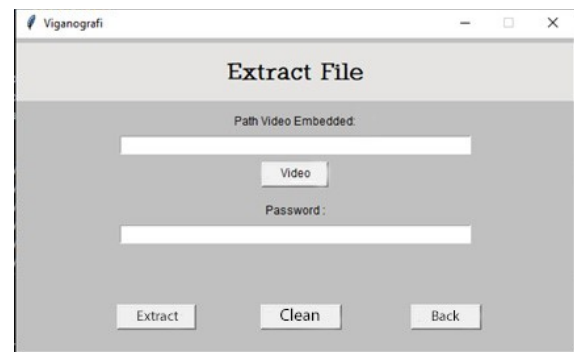 Viganografi
Extract File
Path Video Embedded:
Video
Password :
Extract Clean Back